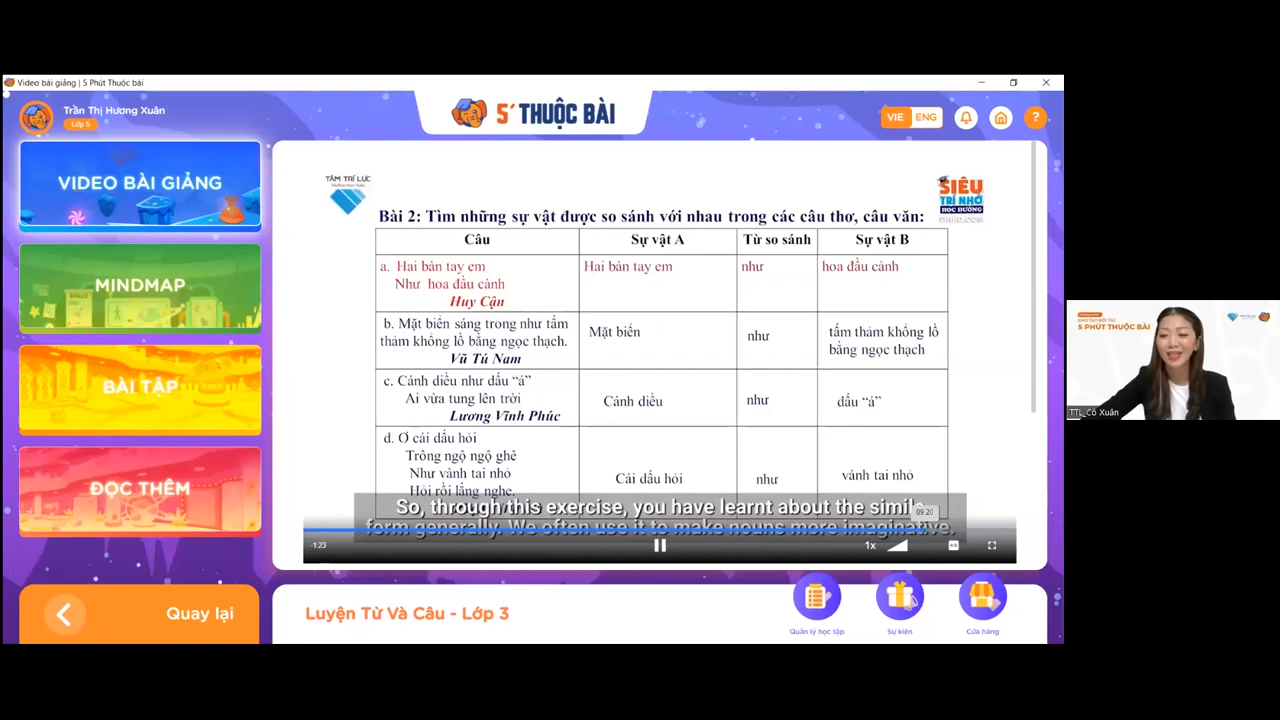 Video bài giảng | 5 Phút Thuộc bài
Trần Thị Hương Xuân
Lớp 5
5' THUỘC BÀI
VIE ENG
?
VIDEO BÀI GIẢNG
MINDMAP
BÀI TẬP
ĐỌC THÊM
Quay lại
TÂM TRÍ LỰC
SIÊU
TRÍ NHỚ
HỌC ĐƯỜNG
Bài 2: Tìm những sự vật được so sánh với nhau trong các câu thơ, câu văn:
Câu Sự vật A Từ so sánh Sự vật B
a. Hai bàn tay em Hai bàn tay em như hoa đầu cành
Như hoa đầu cành
Huy Cận
b. Mặt biển sáng trong như tấm
thảm khổng lồ bằng ngọc thạch.
Vũ Tú Nam
Mặt biển như tấm thảm khổng lồ
bằng ngọc thạch
c. Cánh diều như dấu “á”
Ai vừa tung lên trời
Lương Vĩnh Phúc
Cánh diều như dấu “á”
d. Ơ cái dấu hỏi
Trông ngộ ngộ ghê
Như vành tai nhỏ
Hỏi rồi lắng nghe.
Cái dấu hỏi như vành tai nhỏ
So, through this exercise, you have learnt about the simile
form generally. We often use it to make nouns more imaginative.
09:20
-1:23
1x
Luyện Từ Và Câu - Lớp 3
Quản lý học tập
Sự kiện
Cửa hàng
5 PHÚT THUỘC BÀI
TTL_Cô Xuân